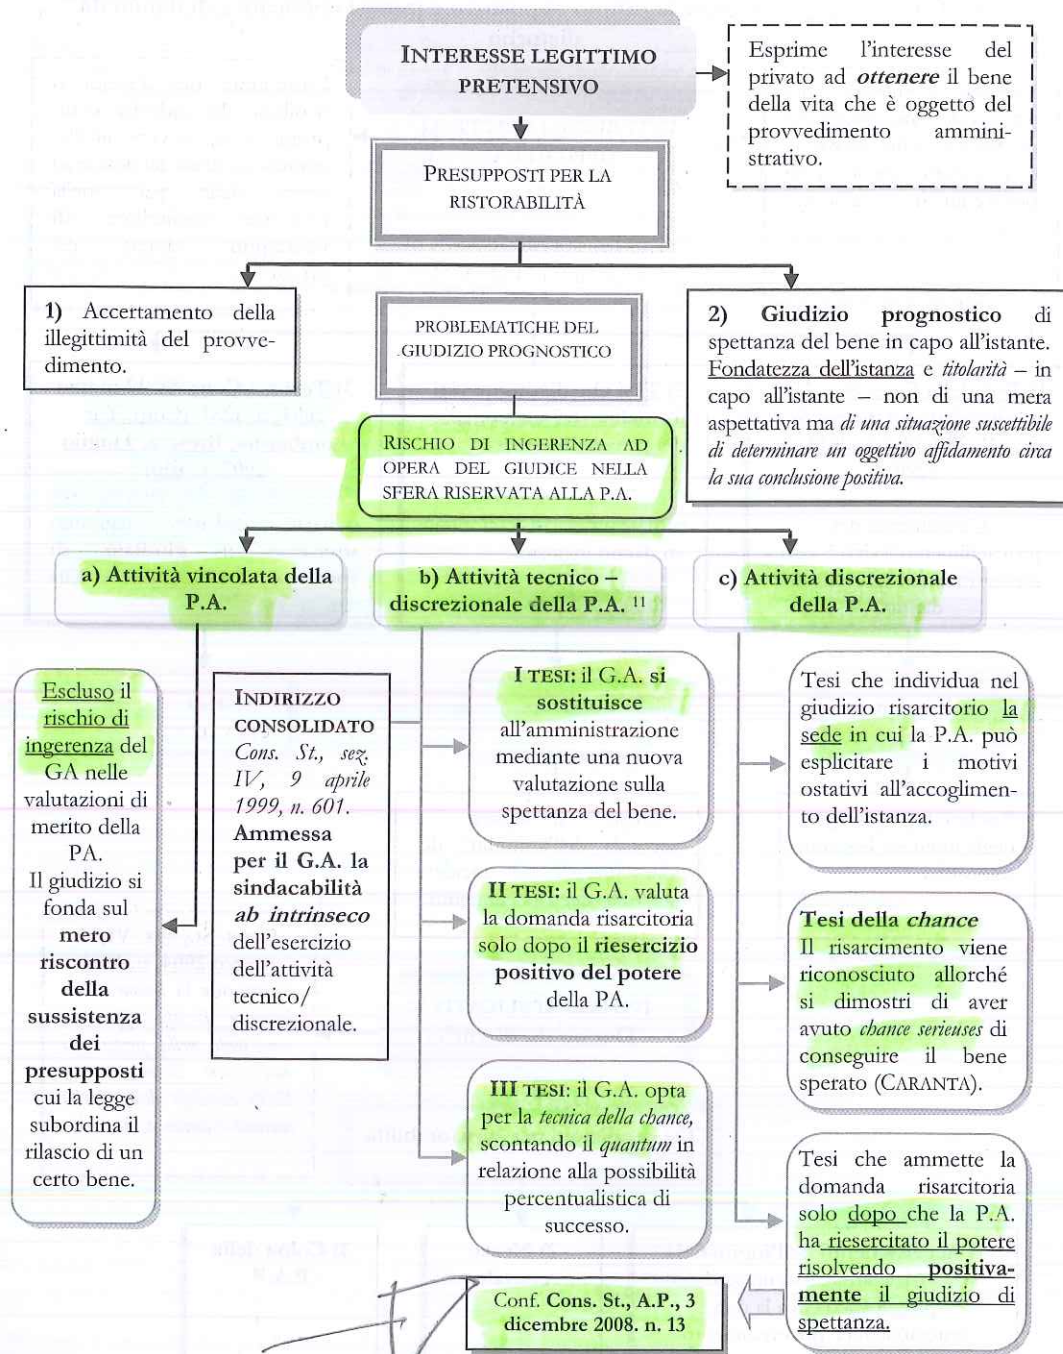 INTERESSE LEGITTIMO
PRETENSIVO
Esprime l'interesse del
privato ad ottenere il bene
della vita che è oggetto del
provvedimento ammini-
strativo.
PRESUPPOSTI PER LA
RISTORABILITÀ
1) Accertamento della
illegittimità del provve-
dimento.
PROBLEMATICHE DEL
GIUDIZIO PROGNOSTICO
2) Giudizio prognostico di
spettanza del bene in capo all'istante.
Fondatezza dell'istanza e titolarità – in
capo all'istante – non di una mera
aspettativa ma di una situazione suscettibile
di determinare un oggettivo affidamento circa
la sua conclusione positiva.
RISCHIO DI INGERENZA AD
OPERA DEL GIUDICE NELLA
SFERA RISERVATA ALLA P.A.
a) Attività vincolata della
P.A.
b) Attività tecnico –
discrezionale della P.A. 11
c) Attività discrezionale
della P.A.
Escluso il
rischio di
ingerenza del
GA nelle
valutazioni di
merito della
PA.
Il giudizio si
fonda sul
mero
riscontro
della
sussistenza
dei
presupposti
cui la legge
subordina il
rilascio di un
certo bene.
INDIRIZZO
CONSOLIDATO
Cons. St., sez.
IV, 9 aprile
1999, n. 601.
Ammessa
per il G.A. la
sindacabilità
ab intrinseco
dell'esercizio
dell'attività
tecnico/
discrezionale.
I TESI: il G.A. si
sostituisce
all'amministrazione
mediante una nuova
valutazione sulla
spettanza del bene.
II TESI: il G.A. valuta
la domanda risarcitoria
solo dopo il riesercizio
positivo del potere
della PA.
III TESI: il G.A. opta
per la tecnica della chance,
scontando il quantum in
relazione alla possibilità
percentualistica di
successo.
Tesi che individua nel
giudizio risarcitorio la
sede in cui la P.A. può
esplicitare i motivi
ostativi all'accoglimen-
to dell'istanza.
Tesi della chance
Il risarcimento viene
riconosciuto allorché
si dimostri di aver
avuto chance serieuses di
conseguire il bene
sperato (CARANTA).
Tesi che ammette la
domanda risarcitoria
solo dopo che la P.A.
ha riesercitato il potere
risolvendo positiva-
mente il giudizio di
spettanza.
Conf. Cons. St., A.P., 3
dicembre 2008. n. 13